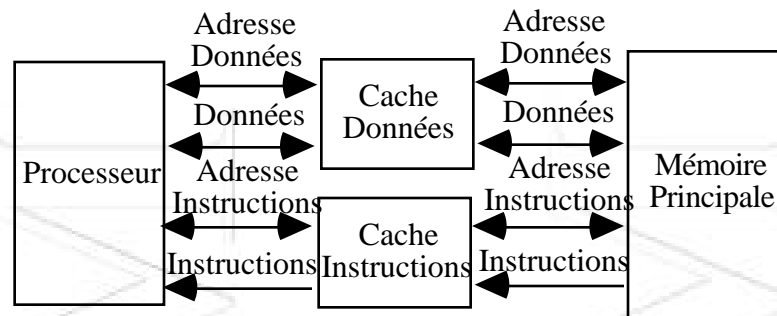 Adresse
Données
Adresse
Données
Cache
Données
Données
Données
Processeur
Adresse
Instructions
Adresse
Instructions
Mémoire
Principale
Cache
Instructions
Instructions
Instructions